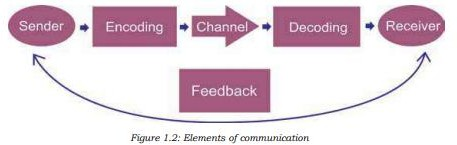 Sender Encoding Channel Decoding Receiver
Feedback
Figure 1.2: Elements of communication